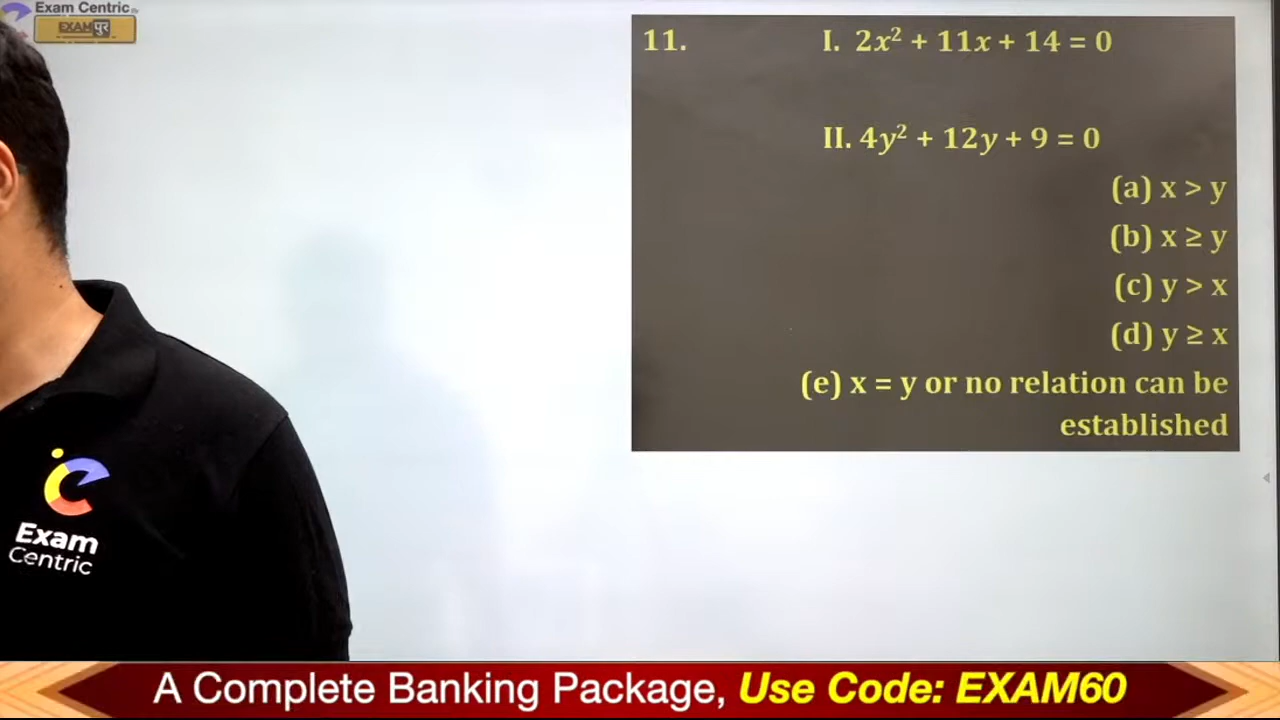 Exam Centric
EXAMपुर
11. I. 2x² + 11x + 14 = 0
II. 4y² + 12y + 9 = 0
(a) x > y
(b) x ≥ y
(c) y > x
(d) y ≥ x
(e) x = y or no relation can be
established
Exam
Centric
A Complete Banking Package, Use Code: EXAM60